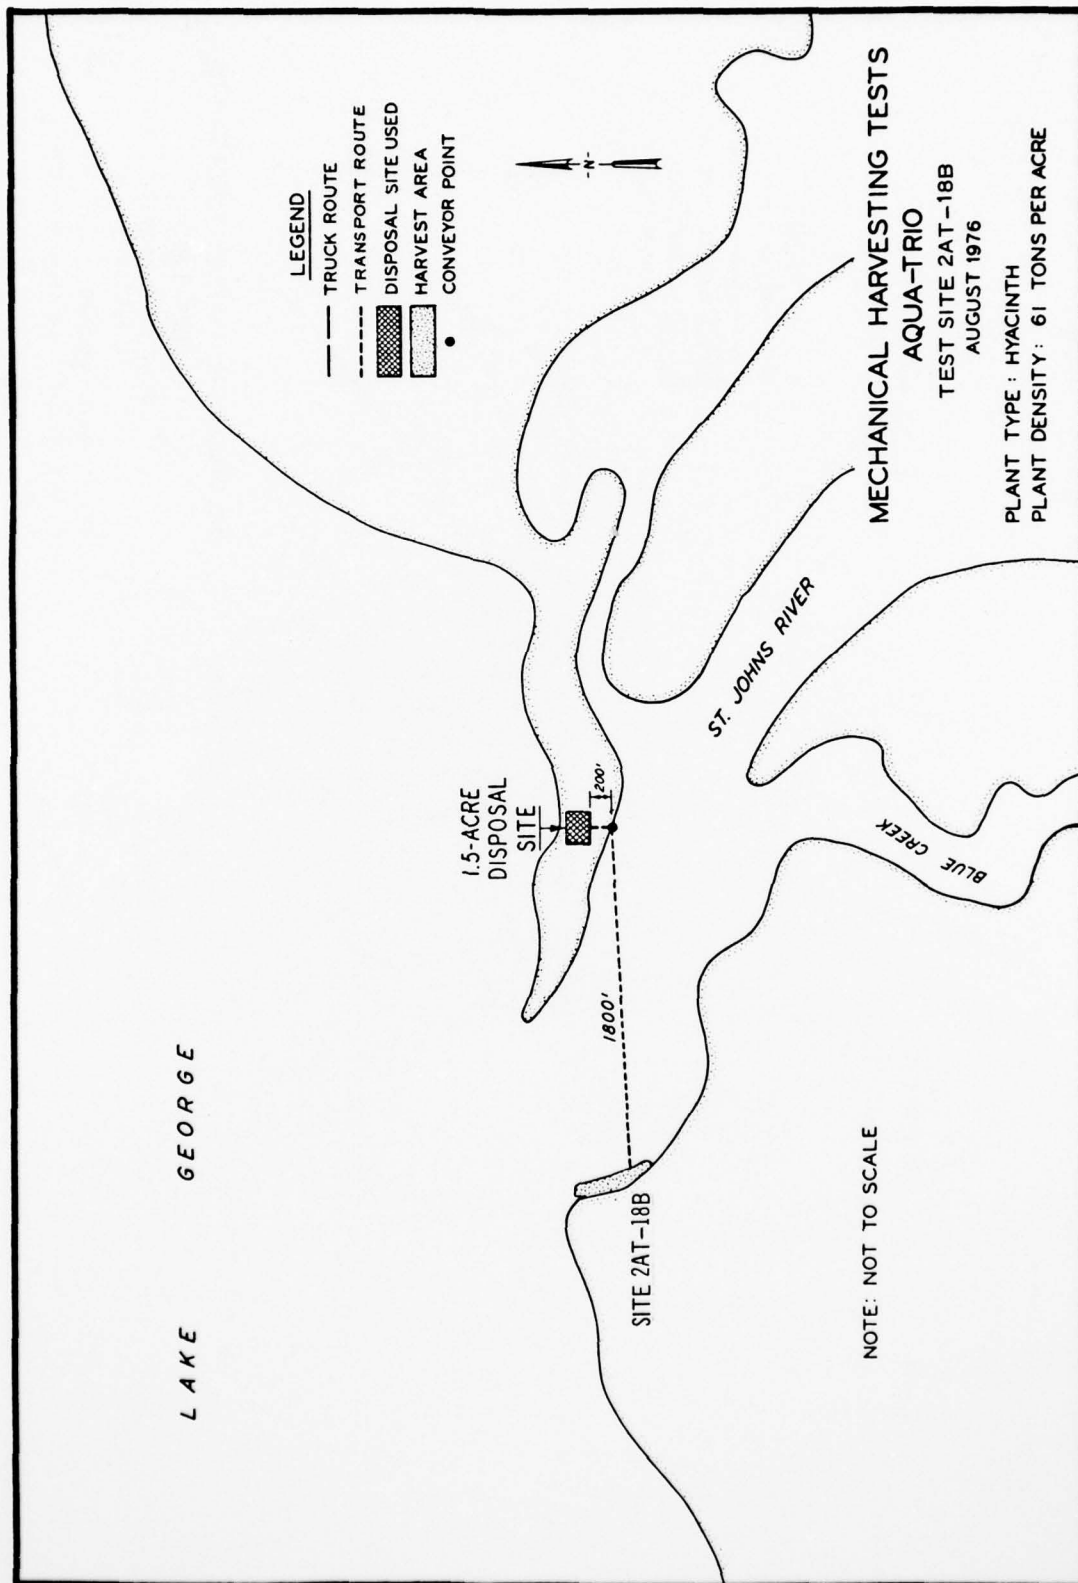 LAKE GEORGE
LEGEND
TRUCK ROUTE
TRANSPORT ROUTE
DISPOSAL SITE USED
HARVEST AREA
CONVEYOR POINT
-N-
1.5-ACRE
DISPOSAL
SITE
200'
1800'
SITE 2AT-18B
ST. JOHNS RIVER
BLUE CREEK
NOTE: NOT TO SCALE
MECHANICAL HARVESTING TESTS
AQUA-TRIO
TEST SITE 2AT-18B
AUGUST 1976
PLANT TYPE : HYACINTH
PLANT DENSITY: 61 TONS PER ACRE